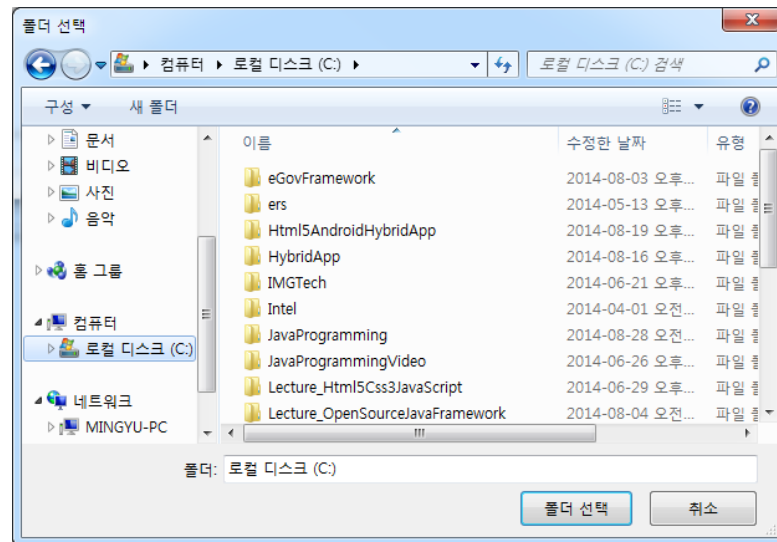 폴더 선택
컴퓨터 ▸ 로컬 디스크 (C:) ▸
로컬 디스크 (C:) 검색
구성 새 폴더
문서
비디오
사진
음악
홈 그룹
컴퓨터
로컬 디스크 (C:)
네트워크
MINGYU-PC
이름 수정한 날짜 유형
eGovFramework 2014-08-03 오후... 파일
ers 2014-05-13 오후... 파일
Html5AndroidHybridApp 2014-08-19 오후... 파일
HybridApp 2014-08-16 오후... 파일
IMGTech 2014-06-21 오후... 파일
Intel 2014-04-01 오전... 파일
JavaProgramming 2014-08-28 오전... 파일
JavaProgrammingVideo 2014-06-26 오후... 파일
Lecture_Html5Css3JavaScript 2014-06-29 오후... 파일
Lecture_OpenSourceJavaFramework 2014-08-04 오전... 파일
폴더: 로컬 디스크 (C:)
폴더 선택 취소